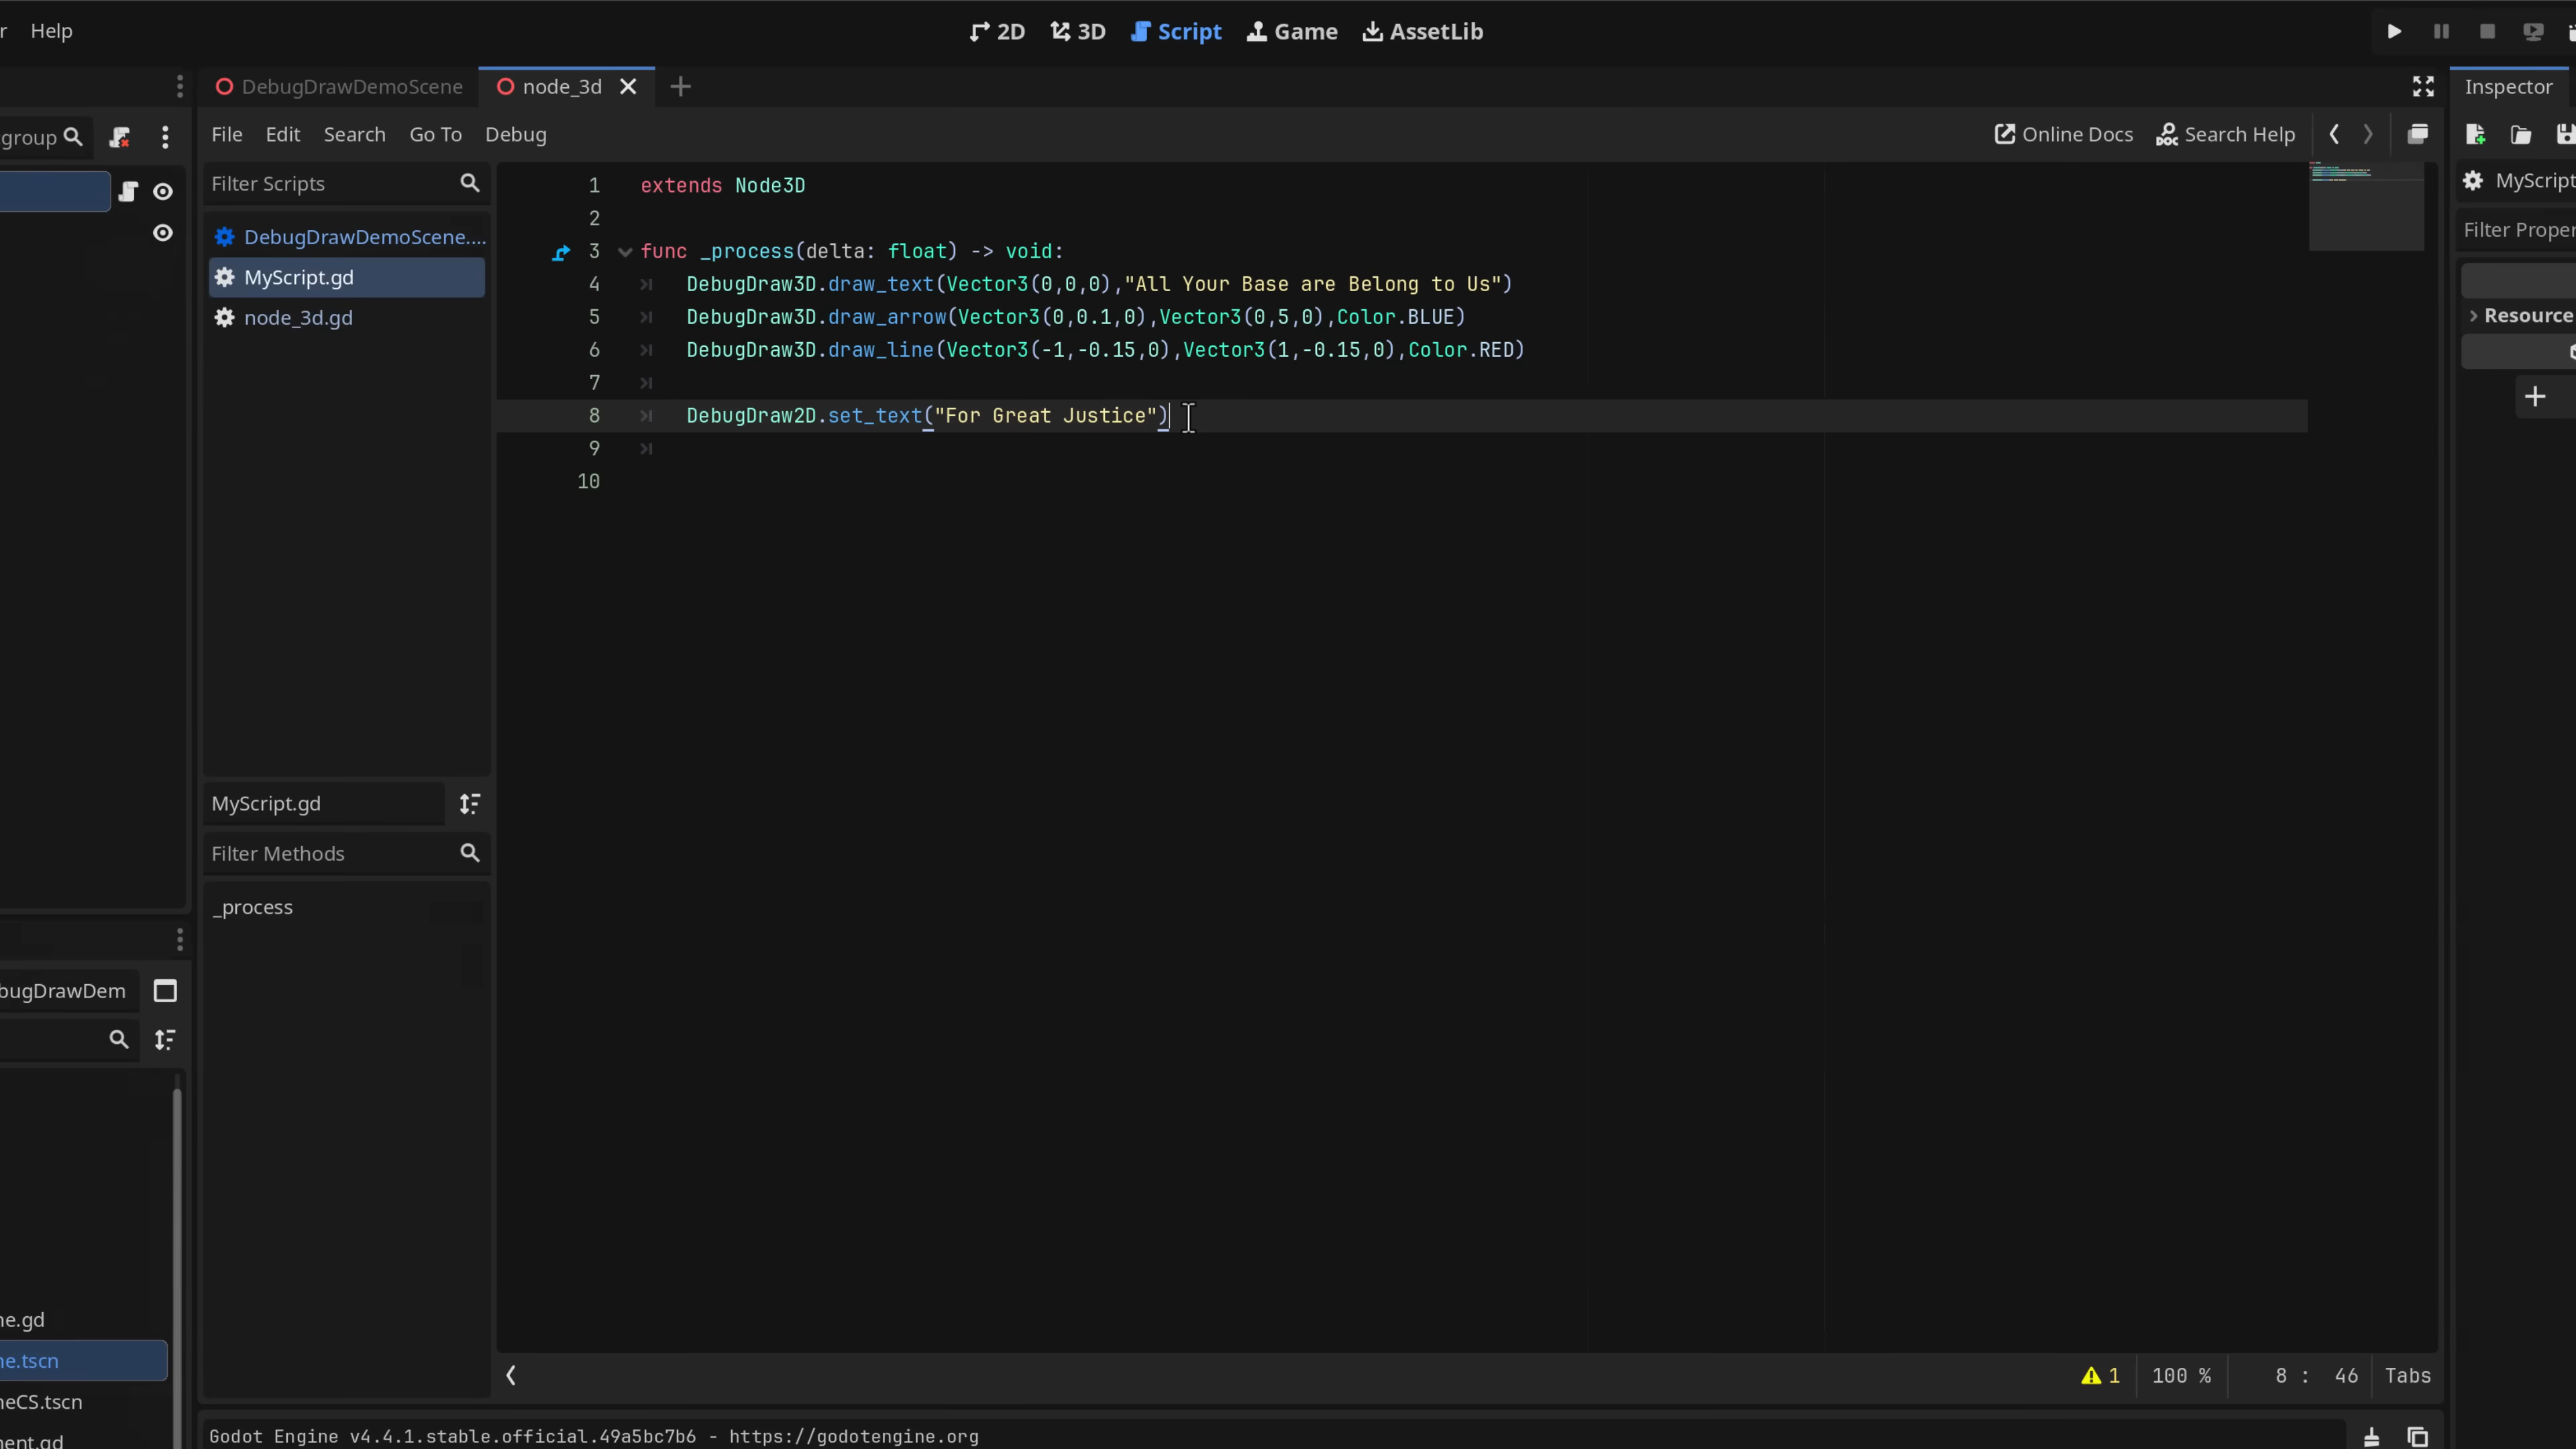 r Help
2D 3D Script Game AssetLib
DebugDrawDemoScene node_3d
Inspector
group
File Edit Search Go To Debug
Online Docs Search Help
Filter Scripts
DebugDrawDemoScene....
MyScript.gd
node_3d.gd
1 extends Node3D
2
3 func _process(delta: float) -> void:
4 DebugDraw3D.draw_text(Vector3(0,0,0),"All Your Base are Belong to Us")
5 DebugDraw3D.draw_arrow(Vector3(0,0.1,0),Vector3(0,5,0),Color.BLUE)
6 DebugDraw3D.draw_line(Vector3(-1,-0.15,0),Vector3(1,-0.15,0),Color.RED)
7
8 DebugDraw2D.set_text("For Great Justice")
9
10
MyScript
Filter Proper
Resource
MyScript.gd
Filter Methods
_process
bugDrawDem
ne.gd
ne.tscn
neCS.tscn
nent.gd
1 100 % 8 : 46 Tabs
Godot Engine v4.4.1.stable.official.49a5bc7b6 - https://godotengine.org